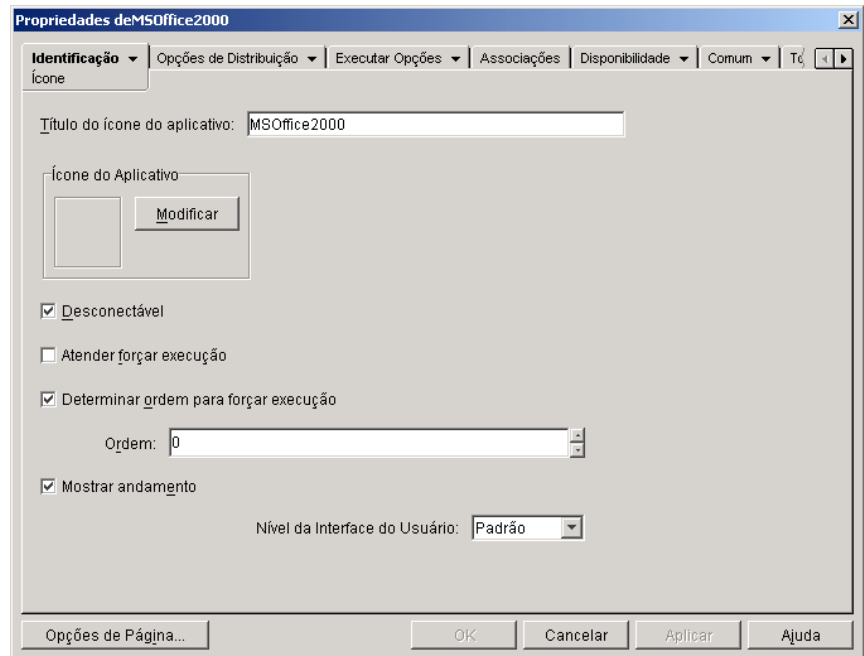 Propriedades deMSOffice2000
Identificação Opções de Distribuição Executar Opções Associações Disponibilidade Comum
Ícone
Título do ícone do aplicativo: MSOffice2000
Ícone do Aplicativo
Modificar
Desconectável
Atender forçar execução
Determinar ordem para forçar execução
Ordem: 0
Mostrar andamento
Nível da Interface do Usuário: Padrão
Opções de Página... OK Cancelar Aplicar Ajuda